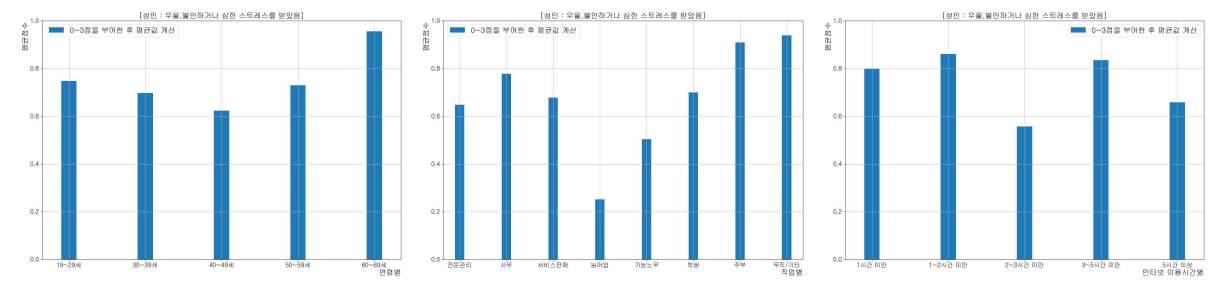 [성인 : 우울,불안하거나 심한 스트레스를 받았음]
평균점수
0~3점을 부여한 후 평균값 계산
0.8
0.6
0.4
0.2
0.0
19~29세 30~39세 40~49세 50~59세 60~69세
연령별
[성인 : 우울,불안하거나 심한 스트레스를 받았음]
평균점수
0~3점을 부여한 후 평균값 계산
0.8
0.6
0.4
0.2
0.0
전문관리 사무 서비스판매 농어업 기능노무 학생 주부 무직/기타
직업별
[성인 : 우울,불안하거나 심한 스트레스를 받았음]
평균점수
0~3점을 부여한 후 평균값 계산
0.8
0.6
0.4
0.2
0.0
1시간 미만 1~2시간 미만 2~3시간 미만 3~5시간 미만 5시간 이상
인터넷 이용시간별